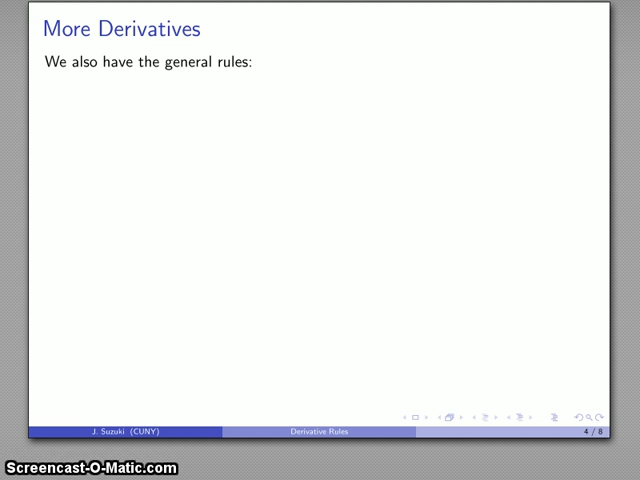 More Derivatives
We also have the general rules:
J. Suzuki (CUNY)
Derivative Rules
4 / 8
Screencast-O-Matic.com